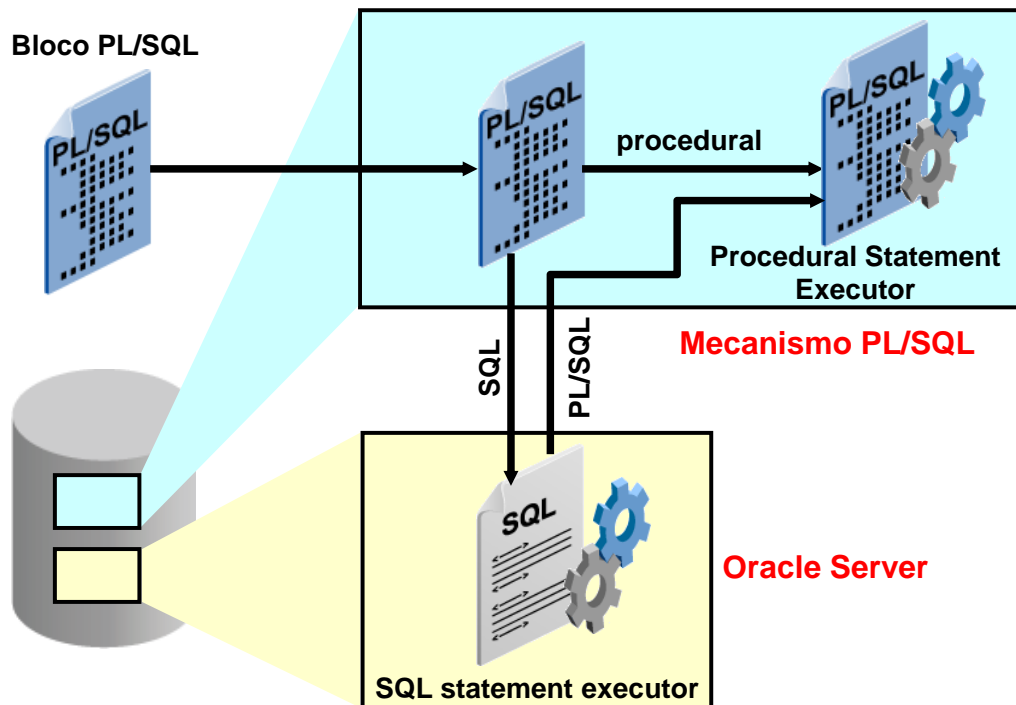 Bloco PL/SQL
PL/SQL
PL/SQL
PL/SQL
procedural
Procedural Statement
Executor
Mecanismo PL/SQL
SQL
PL/SQL
SQL
Oracle Server
SQL statement executor